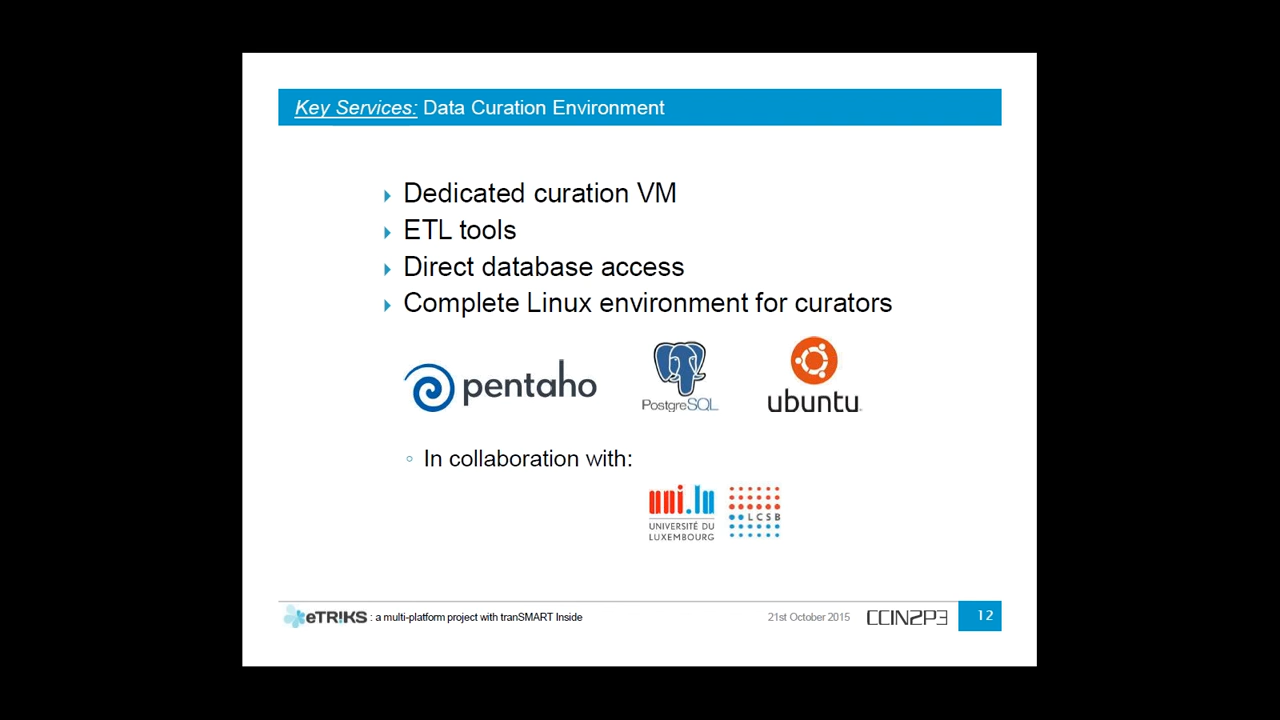 Key Services: Data Curation Environment
Dedicated curation VM
ETL tools
Direct database access
Complete Linux environment for curators
pentaho
PostgreSQL
ubuntu
In collaboration with:
uni.lu
LCSB
UNIVERSITÉ DU
LUXEMBOURG
eTRIKS : a multi-platform project with tranSMART Inside
21st October 2015
CCIN2P3
12